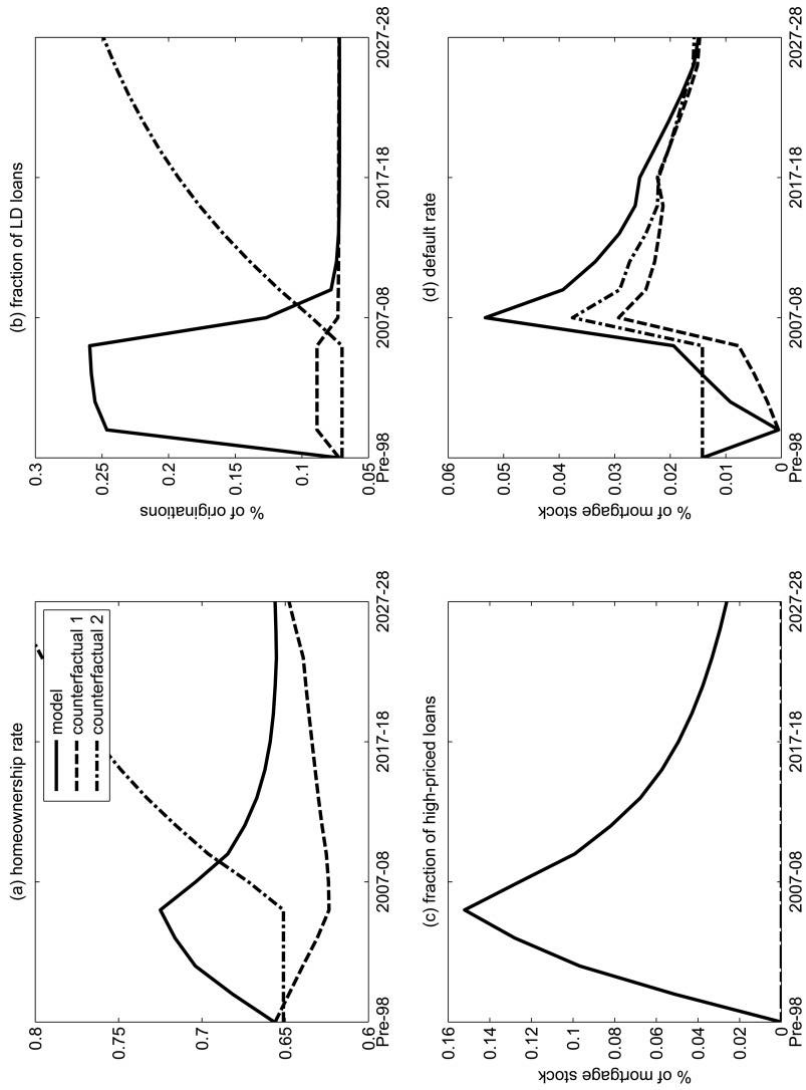 (a) homeownership rate
0.8
0.75
0.7
0.65
0.6
Pre-98 2007-08 2017-18 2027-28
model
counterfactual 1
counterfactual 2
(b) fraction of LD loans
% of originations
0.3
0.25
0.2
0.15
0.1
0.05
Pre-98 2007-08 2017-18 2027-28
(c) fraction of high-priced loans
% of mortgage stock
0.16
0.14
0.12
0.1
0.08
0.06
0.04
0.02
0
Pre-98 2007-08 2017-18 2027-28
(d) default rate
% of mortgage stock
0.06
0.05
0.04
0.03
0.02
0.01
0
Pre-98 2007-08 2017-18 2027-28